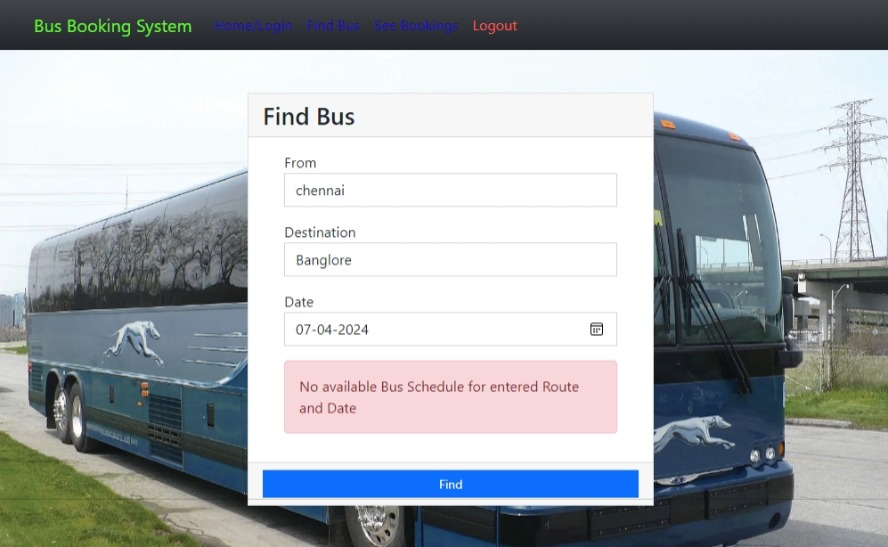 Bus Booking System Home/Login Find Bus See Bookings Logout
Find Bus
From
chennai
Destination
Banglore
Date
07-04-2024
No available Bus Schedule for entered Route
and Date
Find